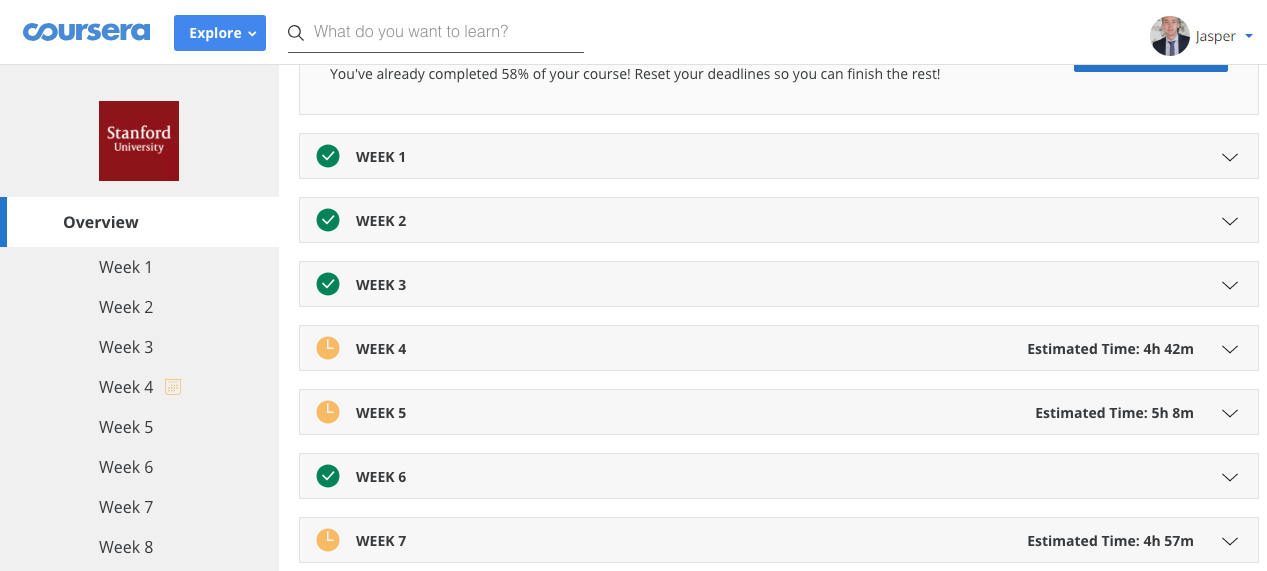 coursera
Explore
What do you want to learn?
Jasper
You've already completed 58% of your course! Reset your deadlines so you can finish the rest!
Stanford
University
Overview
Week 1
Week 2
Week 3
Week 4
Week 5
Week 6
Week 7
Week 8
WEEK 1
WEEK 2
WEEK 3
WEEK 4 Estimated Time: 4h 42m
WEEK 5 Estimated Time: 5h 8m
WEEK 6
WEEK 7 Estimated Time: 4h 57m